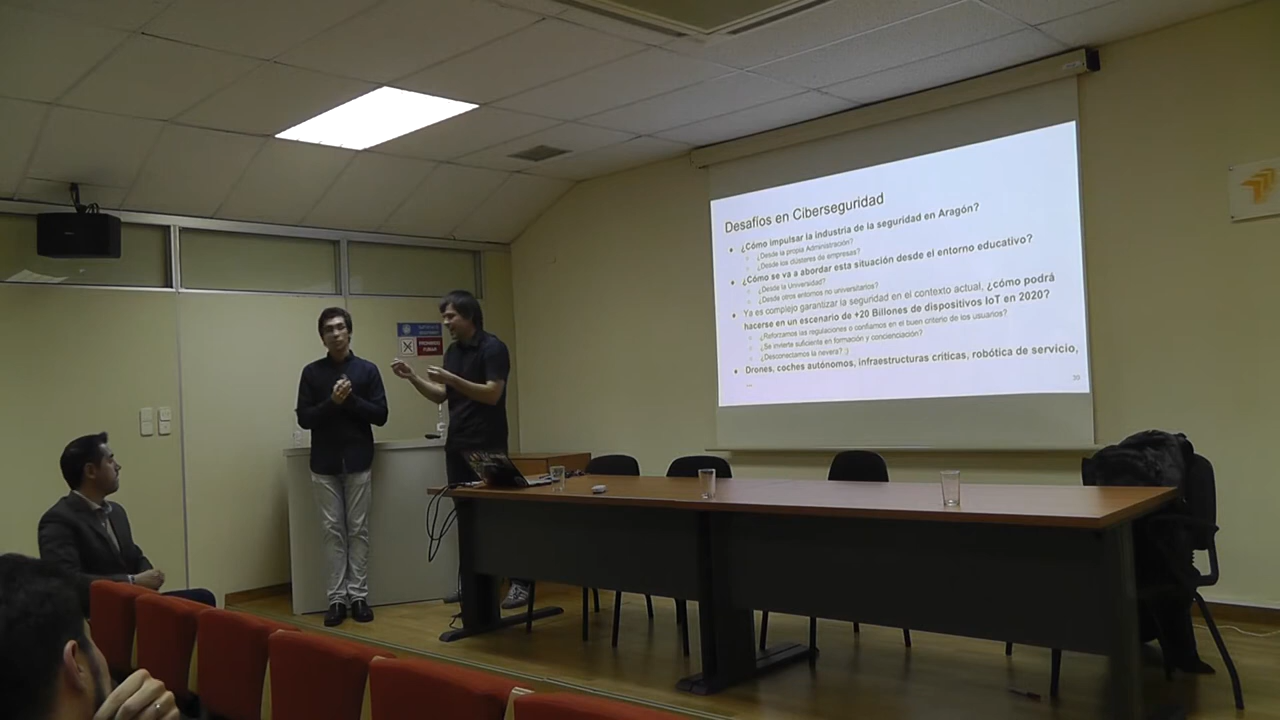 Desafíos en Ciberseguridad
● ¿Cómo impulsar la industria de la seguridad en Aragón?
○ ¿Desde la propia Administración?
○ ¿Desde los clústeres de empresas?
● ¿Cómo se va a abordar esta situación desde el entorno educativo?
○ ¿Desde la Universidad?
○ ¿Desde otros entornos no universitarios?
● Ya es complejo garantizar la seguridad en el contexto actual, ¿cómo podrá
hacerse en un escenario de +20 Billones de dispositivos IoT en 2020?
○ ¿Reforzamos las regulaciones o confiamos en el buen criterio de los usuarios?
○ ¿Se invierte suficiente en formación y concienciación?
○ ¿Desconectamos la nevera? ;)
● Drones, coches autónomos, infraestructuras críticas, robótica de servicio,
...